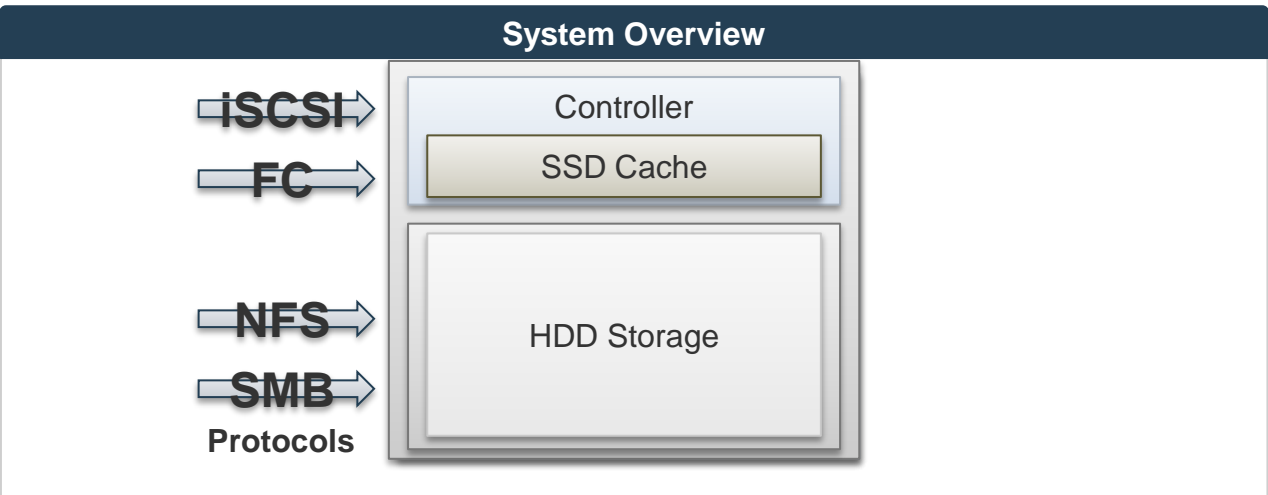 System Overview
iSCSI
Controller
SSD Cache
FC
NFS
HDD Storage
SMB
Protocols